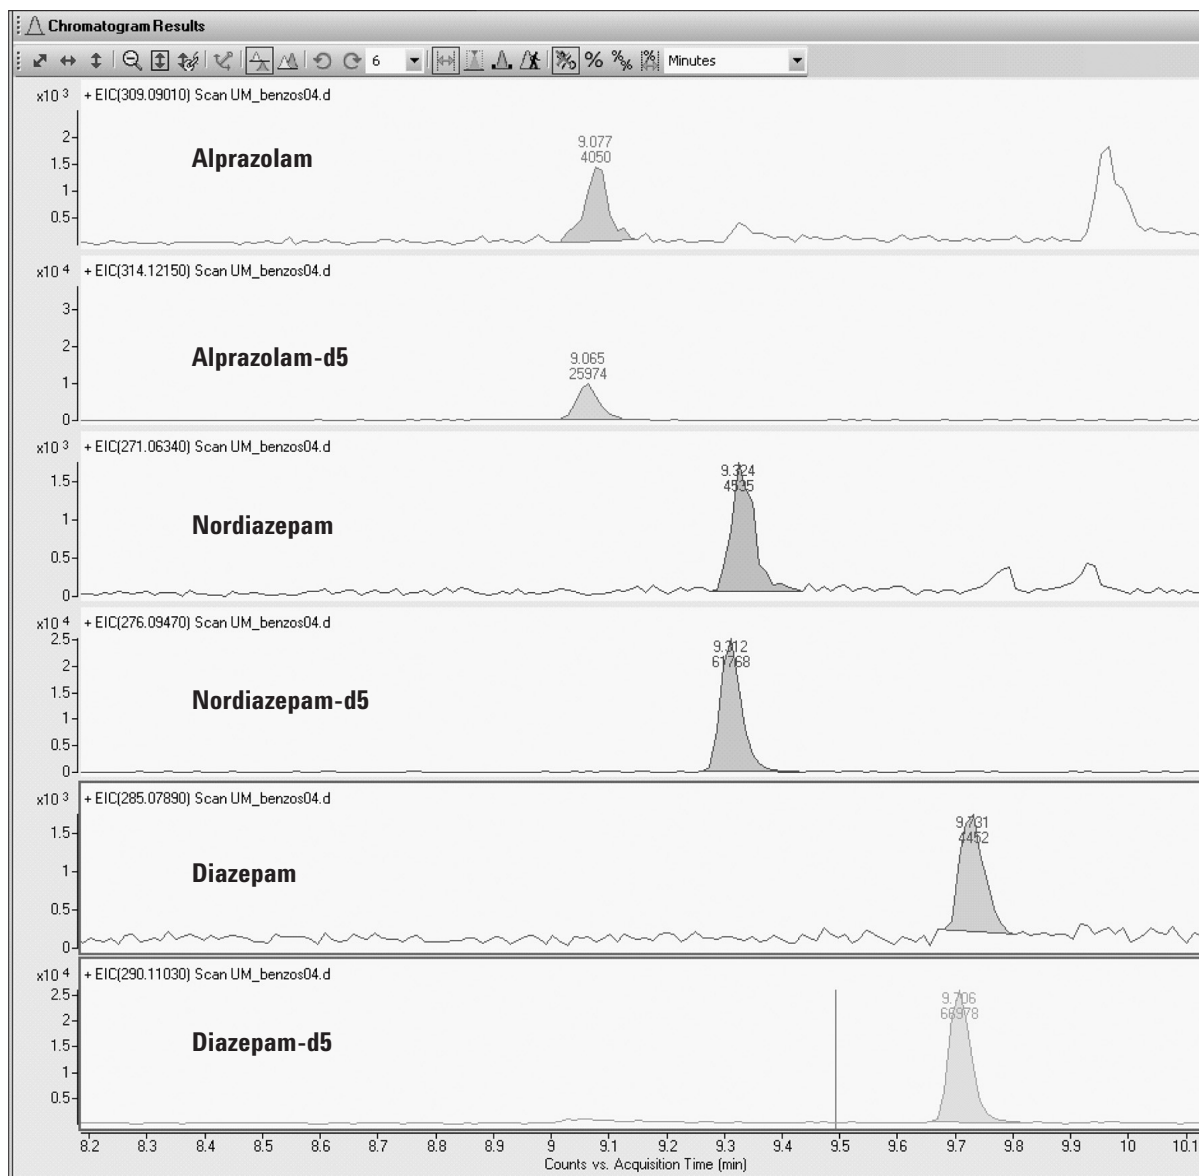 Chromatogram Results
6 % Minutes
x10 3 + EIC(309.09010) Scan UM_benzos04.d
2
1.5
1
0.5
Alprazolam
9.077
4050
x10 4 + EIC(314.12150) Scan UM_benzos04.d
3
2
1
0
Alprazolam-d5
9.065
25974
x10 3 + EIC(271.06340) Scan UM_benzos04.d
1.5
1
0.5
0
Nordiazepam
9.324
4535
x10 4 + EIC(276.09470) Scan UM_benzos04.d
2.5
2
1.5
1
0.5
0
Nordiazepam-d5
9.312
61768
x10 3 + EIC(285.07890) Scan UM_benzos04.d
1.5
1
0.5
0
Diazepam
9.731
4452
x10 4 + EIC(290.11030) Scan UM_benzos04.d
2.5
2
1.5
1
0.5
Diazepam-d5
9.706
66978
8.2 8.3 8.4 8.5 8.6 8.7 8.8 8.9 9 9.1 9.2 9.3 9.4 9.5 9.6 9.7 9.8 9.9 10 10.1
Counts vs. Acquisition Time (min)